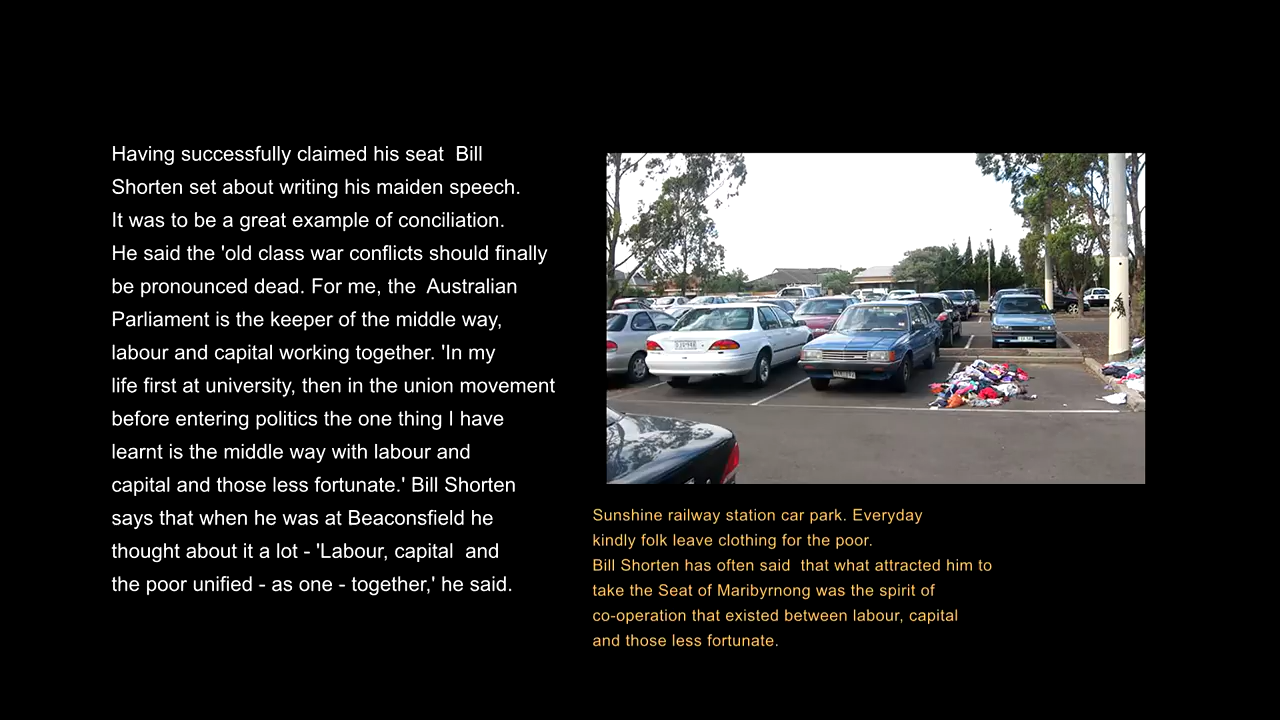 Having successfully claimed his seat  Bill
Shorten set about writing his maiden speech.
It was to be a great example of conciliation.
He said the 'old class war conflicts should finally
be pronounced dead. For me, the  Australian
Parliament is the keeper of the middle way,
labour and capital working together. 'In my
life first at university, then in the union movement
before entering politics the one thing I have
learnt is the middle way with labour and
capital and those less fortunate.' Bill Shorten
says that when he was at Beaconsfield he
thought about it a lot - 'Labour, capital  and
the poor unified - as one - together,' he said.
Sunshine railway station car park. Everyday
kindly folk leave clothing for the poor.
Bill Shorten has often said  that what attracted him to
take the Seat of Maribyrnong was the spirit of
co-operation that existed between labour, capital
and those less fortunate.